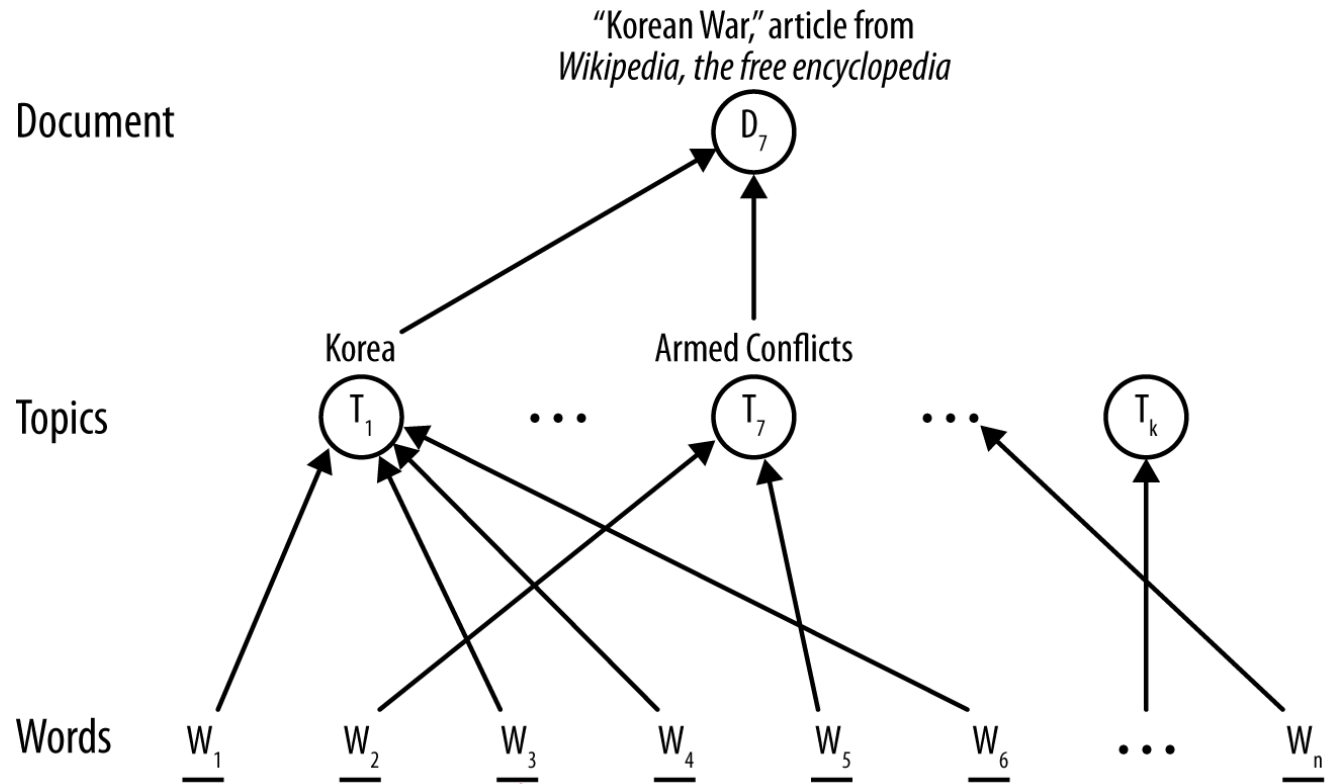 “Korean War,” article from
Wikipedia, the free encyclopedia
Document
D7
Korea
Armed Conflicts
Topics
T1
...
T7
...
Tk
Words
W1
W2
W3
W4
W5
W6
...
Wn